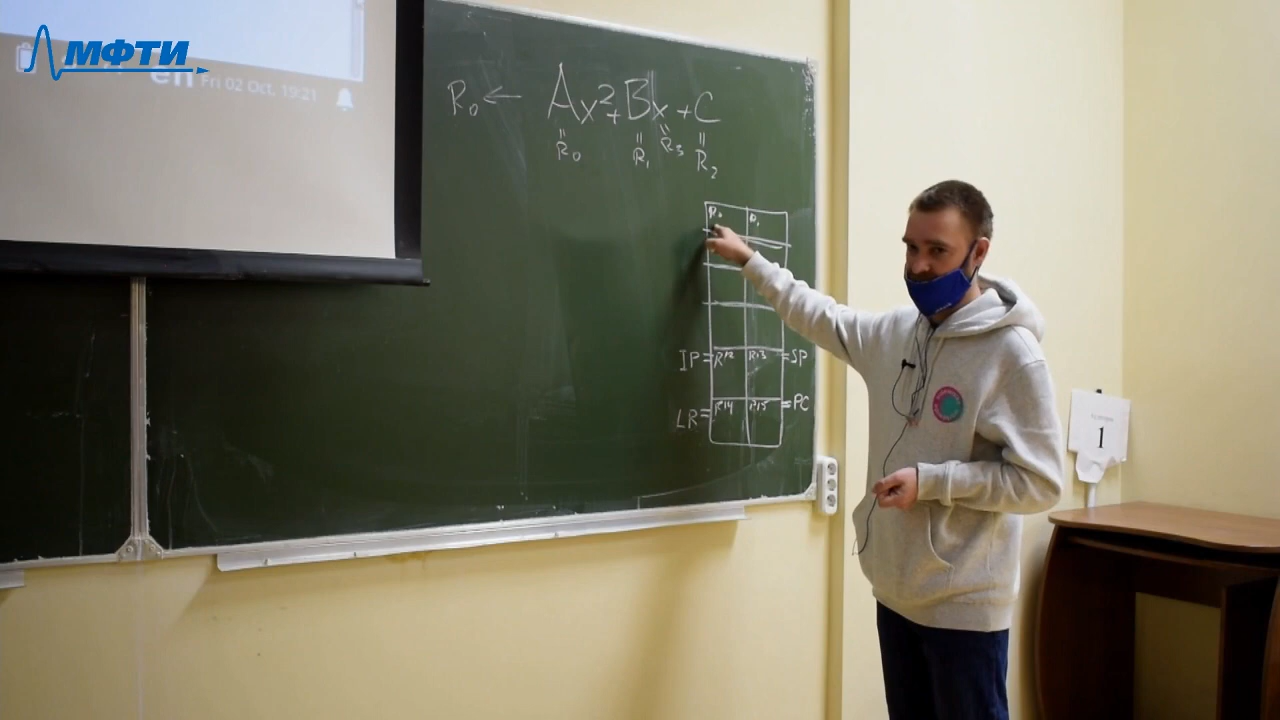 МФТИ
en Fri 02 Oct, 19:21
R₀ ← Ax² + Bx + C
" " " "
R₀ R₁ R₃ R₂
R₀ R₁
IP= R12 R13 =SP
LR= R14 R15 =PC
1